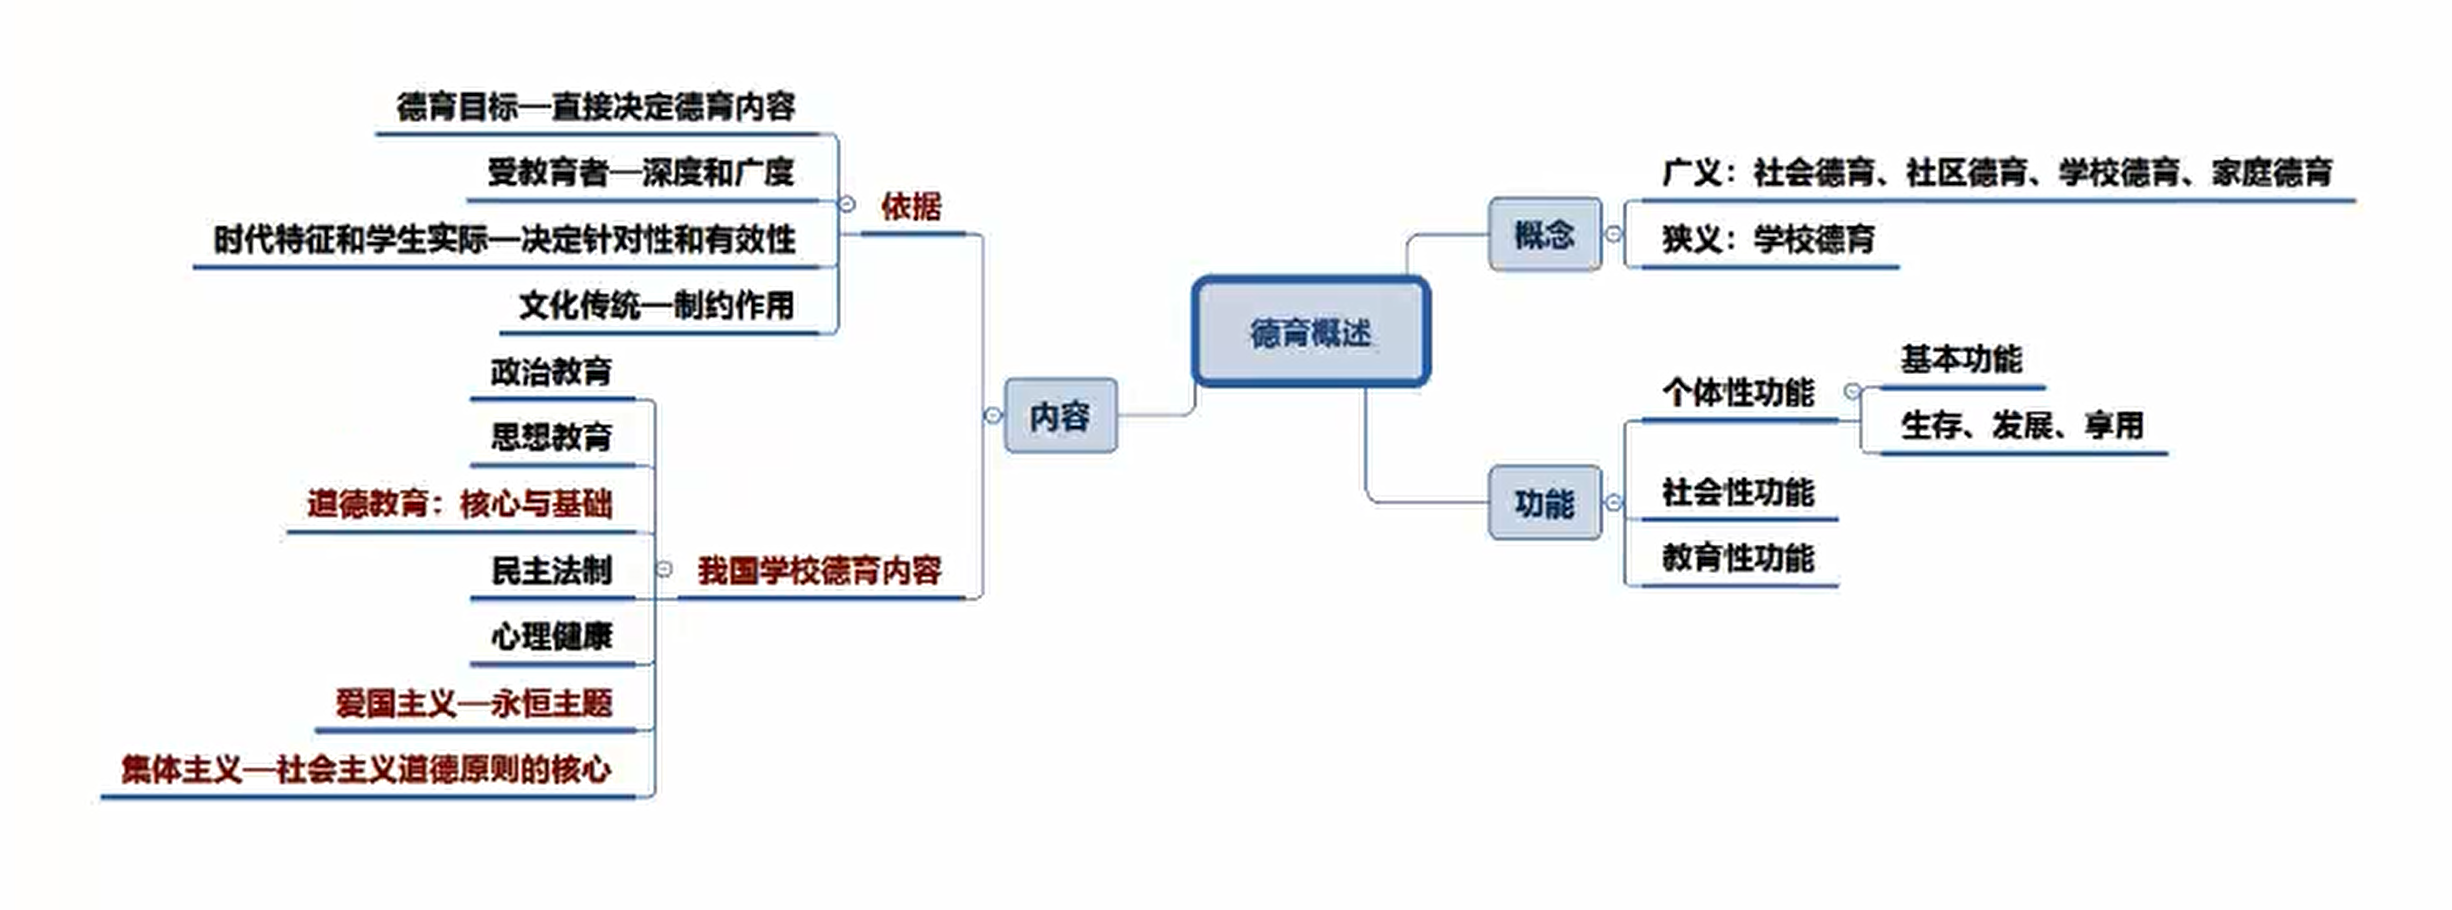 德育概述
概念
广义：社会德育、社区德育、学校德育、家庭德育
狭义：学校德育
功能
个体性功能
基本功能
生存、发展、享用
社会性功能
教育性功能
内容
依据
德育目标—直接决定德育内容
受教育者—深度和广度
时代特征和学生实际—决定针对性和有效性
文化传统—制约作用
我国学校德育内容
政治教育
思想教育
道德教育：核心与基础
民主法制
心理健康
爱国主义—永恒主题
集体主义—社会主义道德原则的核心